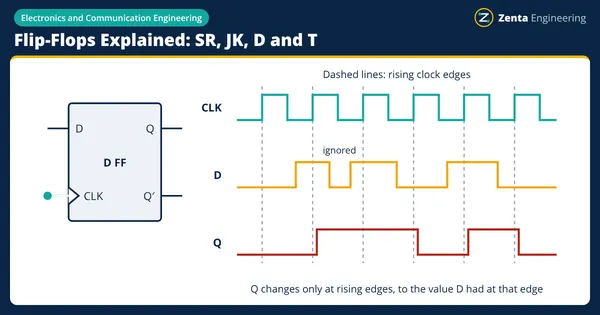 Electronics and Communication Engineering
Zenta Engineering
Flip-Flops Explained: SR, JK, D and T
Dashed lines: rising clock edges
CLK
D Q
D FF
CLK Q′
ignored
D
Q
Q changes only at rising edges, to the value D had at that edge